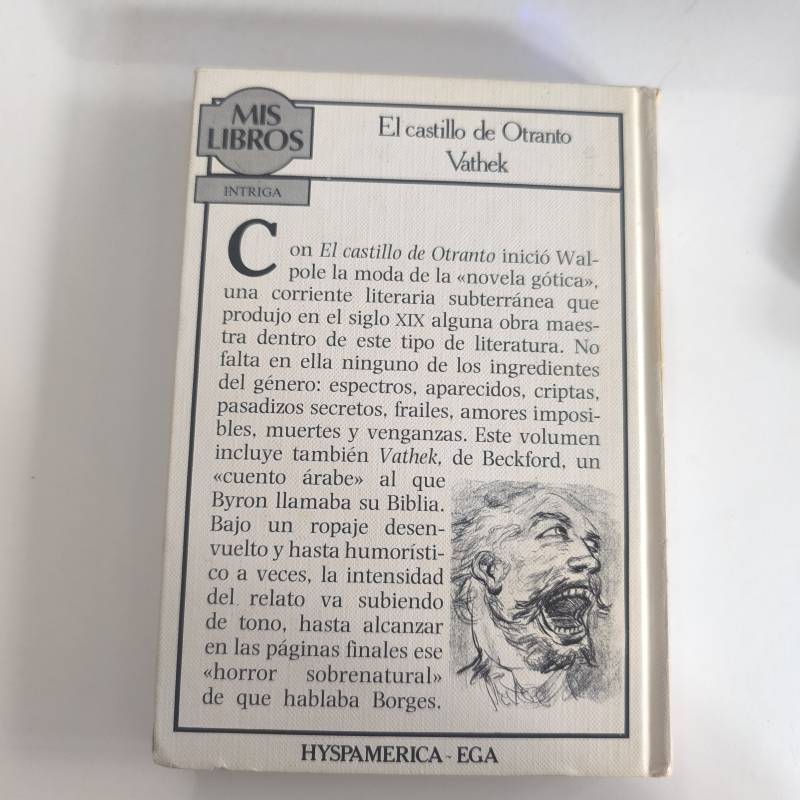 MIS
LIBROS
INTRIGA
El castillo de Otranto
Vathek
Con El castillo de Otranto inició Wal-
pole la moda de la «novela gótica»,
una corriente literaria subterránea que
produjo en el siglo XIX alguna obra maes-
tra dentro de este tipo de literatura. No
falta en ella ninguno de los ingredientes
del género: espectros, aparecidos, criptas,
pasadizos secretos, frailes, amores imposi-
bles, muertes y venganzas. Este volumen
incluye también Vathek, de Beckford, un
«cuento árabe» al que
Byron llamaba su Biblia.
Bajo un ropaje desen-
vuelto y hasta humorísti-
co a veces, la intensidad
del relato va subiendo
de tono, hasta alcanzar
en las páginas finales ese
«horror sobrenatural»
de que hablaba Borges.
HYSPAMERICA - EGA